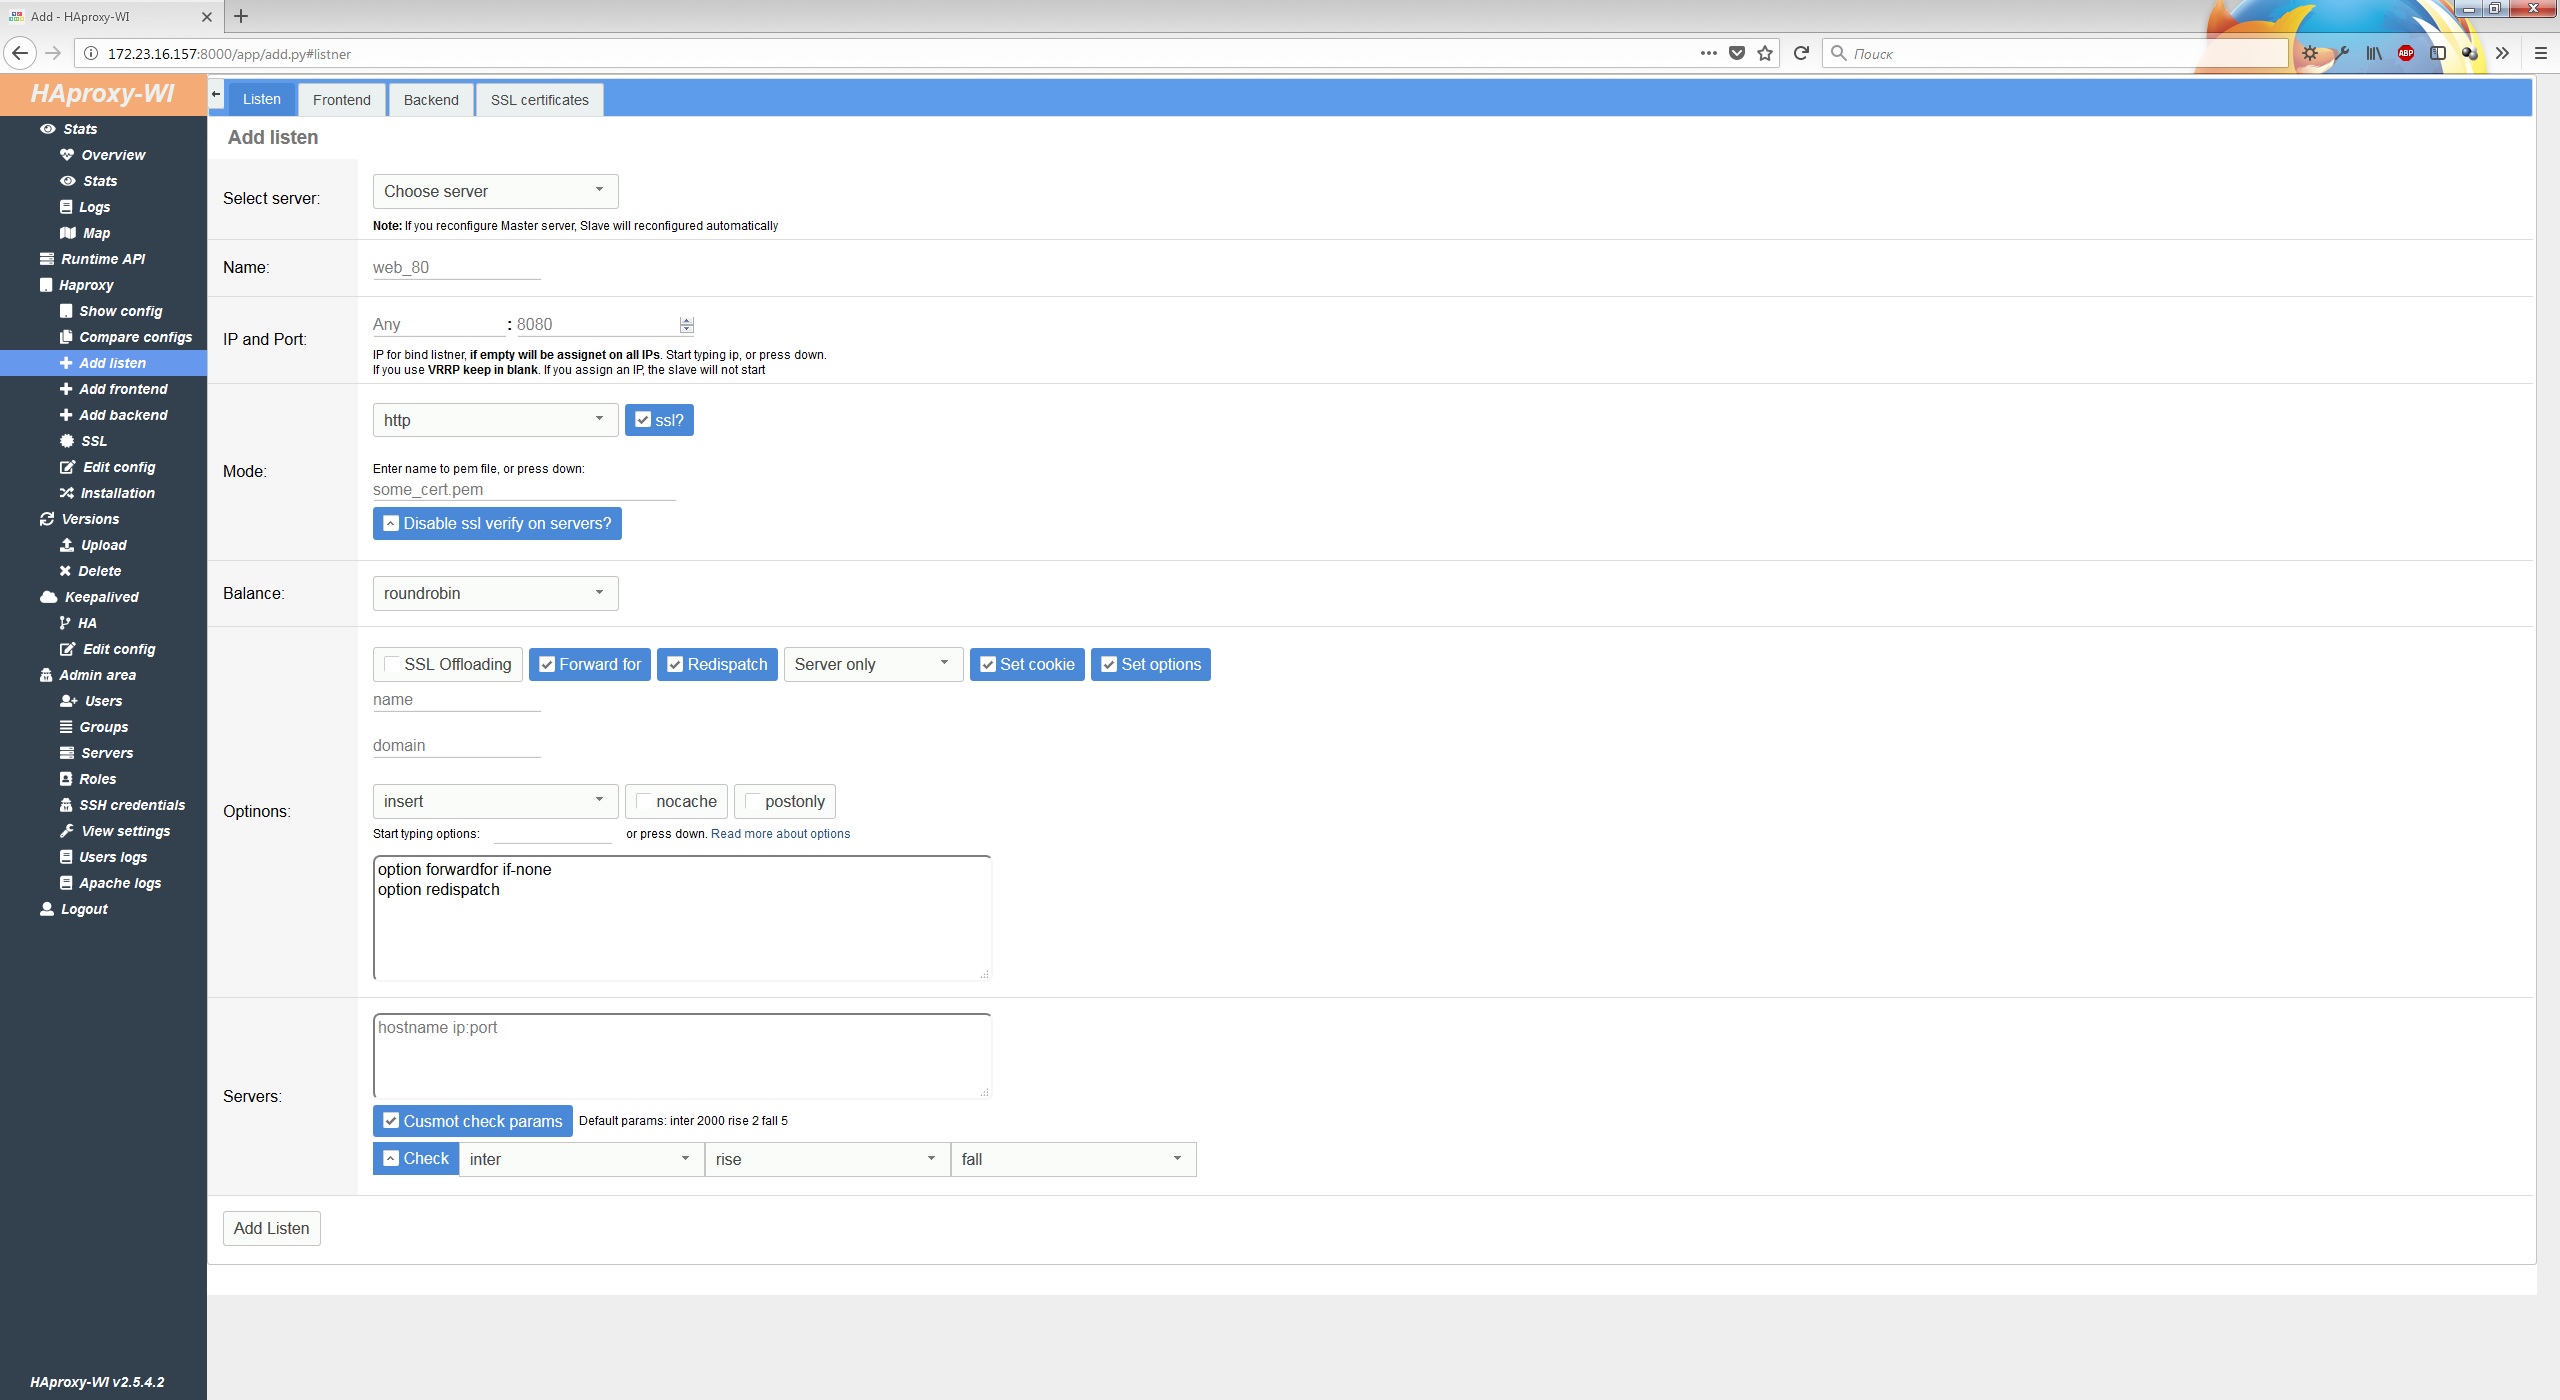 Add - HAproxy-WI
172.23.16.157:8000/app/add.py#listner
Поиск
ABP
HAproxy-WI
Stats
Overview
Stats
Logs
Map
Runtime API
Haproxy
Show config
Compare configs
Add listen
Add frontend
Add backend
SSL
Edit config
Installation
Versions
Upload
Delete
Keepalived
HA
Edit config
Admin area
Users
Groups
Servers
Roles
SSH credentials
View settings
Users logs
Apache logs
Logout
HAproxy-WI v2.5.4.2
Listen Frontend Backend SSL certificates
Add listen
Select server: Choose server
Note: If you reconfigure Master server, Slave will reconfigured automatically
Name: web_80
IP and Port: Any : 8080
IP for bind listner, if empty will be assignet on all IPs. Start typing ip, or press down.
If you use VRRP keep in blank. If you assign an IP, the slave will not start
Mode: http ssl?
Enter name to pem file, or press down:
some_cert.pem
Disable ssl verify on servers?
Balance: roundrobin
Optinons:
SSL Offloading Forward for Redispatch Server only Set cookie Set options
name
domain
insert nocache postonly
Start typing options: or press down. Read more about options
option forwardfor if-none
option redispatch
Servers:
hostname ip:port
Cusmot check params Default params: inter 2000 rise 2 fall 5
Check inter rise fall
Add Listen